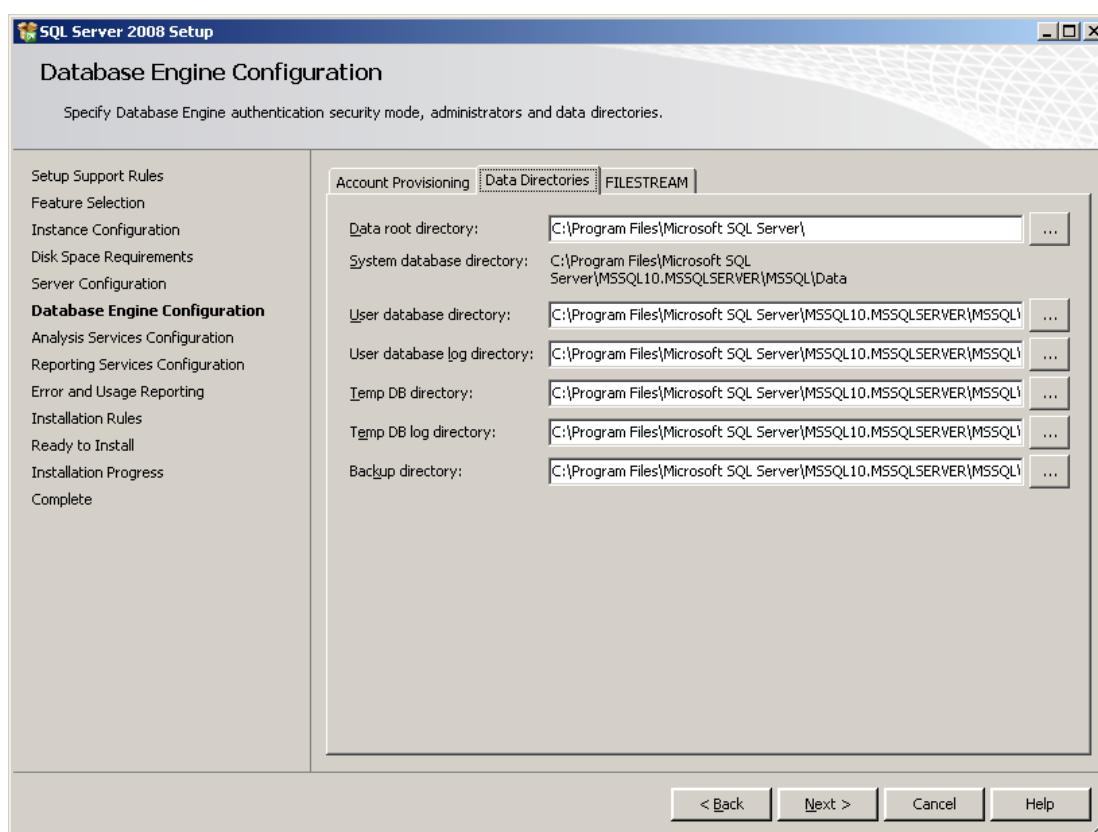 SQL Server 2008 Setup
Database Engine Configuration
Specify Database Engine authentication security mode, administrators and data directories.
Setup Support Rules
Feature Selection
Instance Configuration
Disk Space Requirements
Server Configuration
Database Engine Configuration
Analysis Services Configuration
Reporting Services Configuration
Error and Usage Reporting
Installation Rules
Ready to Install
Installation Progress
Complete
Account Provisioning Data Directories FILESTREAM
Data root directory: C:\Program Files\Microsoft SQL Server\ ...
System database directory: C:\Program Files\Microsoft SQL
Server\MSSQL10.MSSQLSERVER\MSSQL\Data
User database directory: C:\Program Files\Microsoft SQL Server\MSSQL10.MSSQLSERVER\MSSQL\ ...
User database log directory: C:\Program Files\Microsoft SQL Server\MSSQL10.MSSQLSERVER\MSSQL\ ...
Temp DB directory: C:\Program Files\Microsoft SQL Server\MSSQL10.MSSQLSERVER\MSSQL\ ...
Temp DB log directory: C:\Program Files\Microsoft SQL Server\MSSQL10.MSSQLSERVER\MSSQL\ ...
Backup directory: C:\Program Files\Microsoft SQL Server\MSSQL10.MSSQLSERVER\MSSQL\ ...
< Back Next > Cancel Help